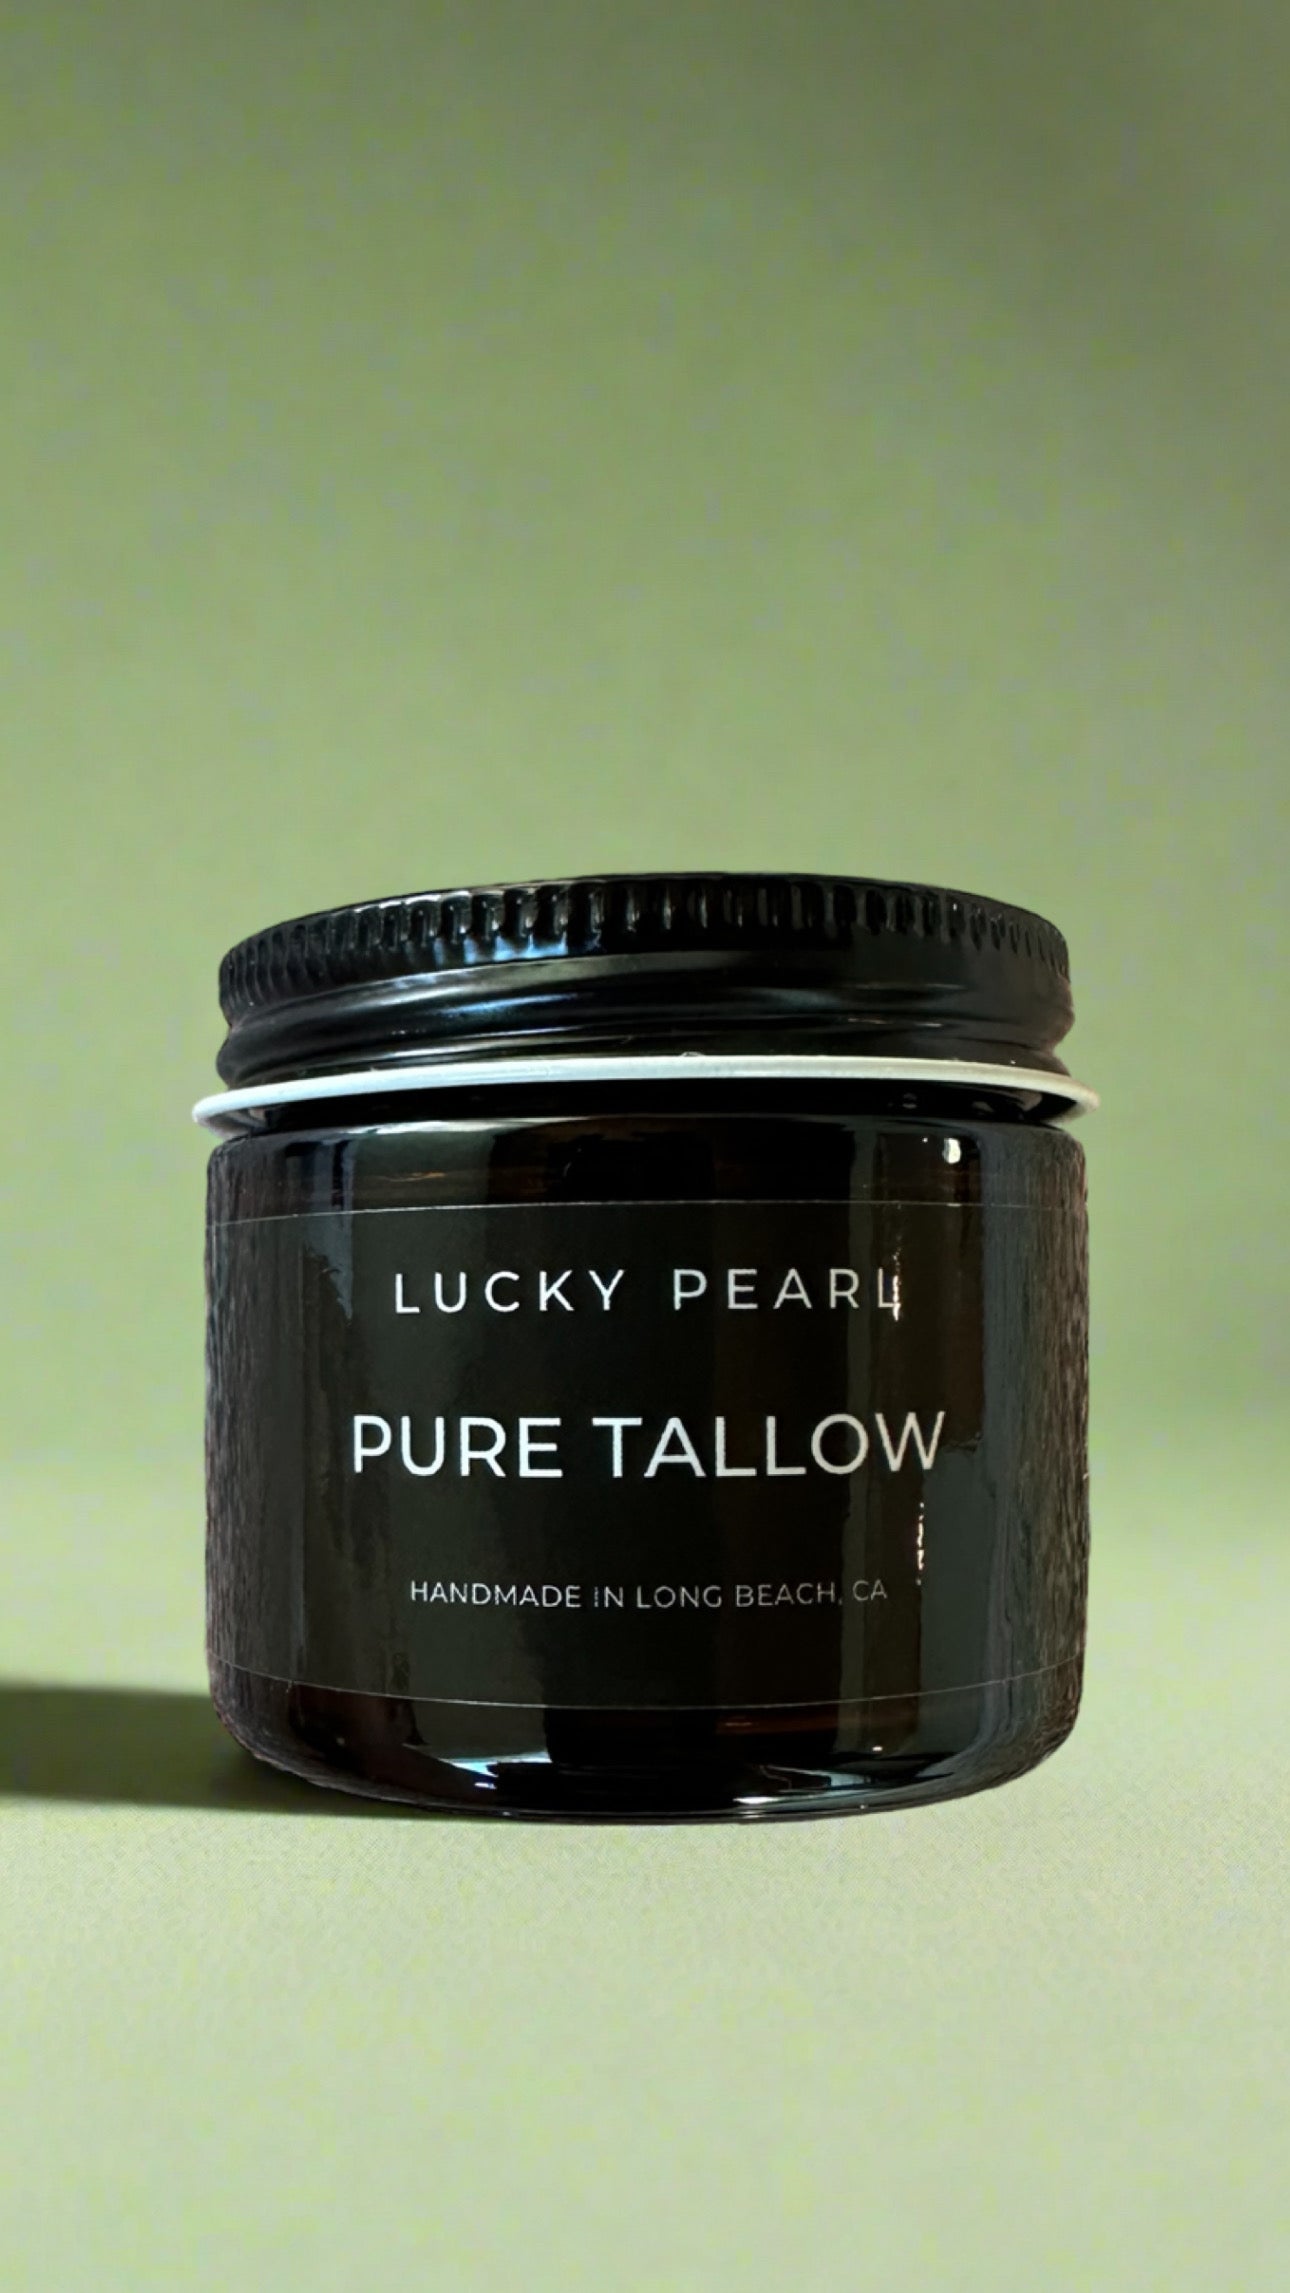 LUCKY PEARL
PURE TALLOW
HANDMADE IN LONG BEACH, CA